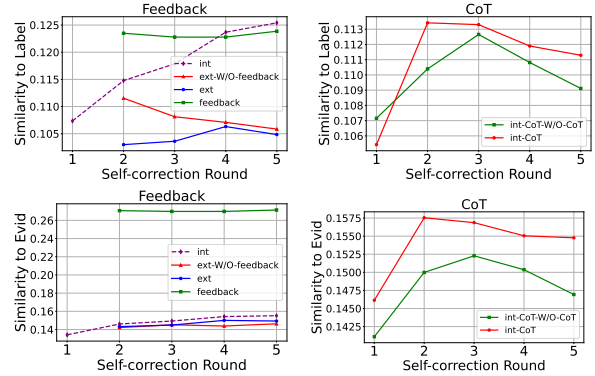 Feedback
Similarity to Label
0.125
0.120
0.115
0.110
0.105
int
ext-W/O-feedback
ext
feedback
1 2 3 4 5
Self-correction Round
CoT
Similarity to Label
0.1113
0.1112
0.1111
0.1110
0.109
0.108
0.107
0.106
int-CoT-W/O-CoT
int-CoT
1 2 3 4 5
Self-correction Round
Feedback
Similarity to Evid
0.26
0.24
0.22
0.20
0.18
0.16
0.14
int
ext-W/O-feedback
ext
feedback
1 2 3 4 5
Self-correction Round
CoT
Similarity to Evid
0.1575
0.1550
0.1525
0.1500
0.1475
0.1450
0.1425
int-CoT-W/O-CoT
int-CoT
1 2 3 4 5
Self-correction Round